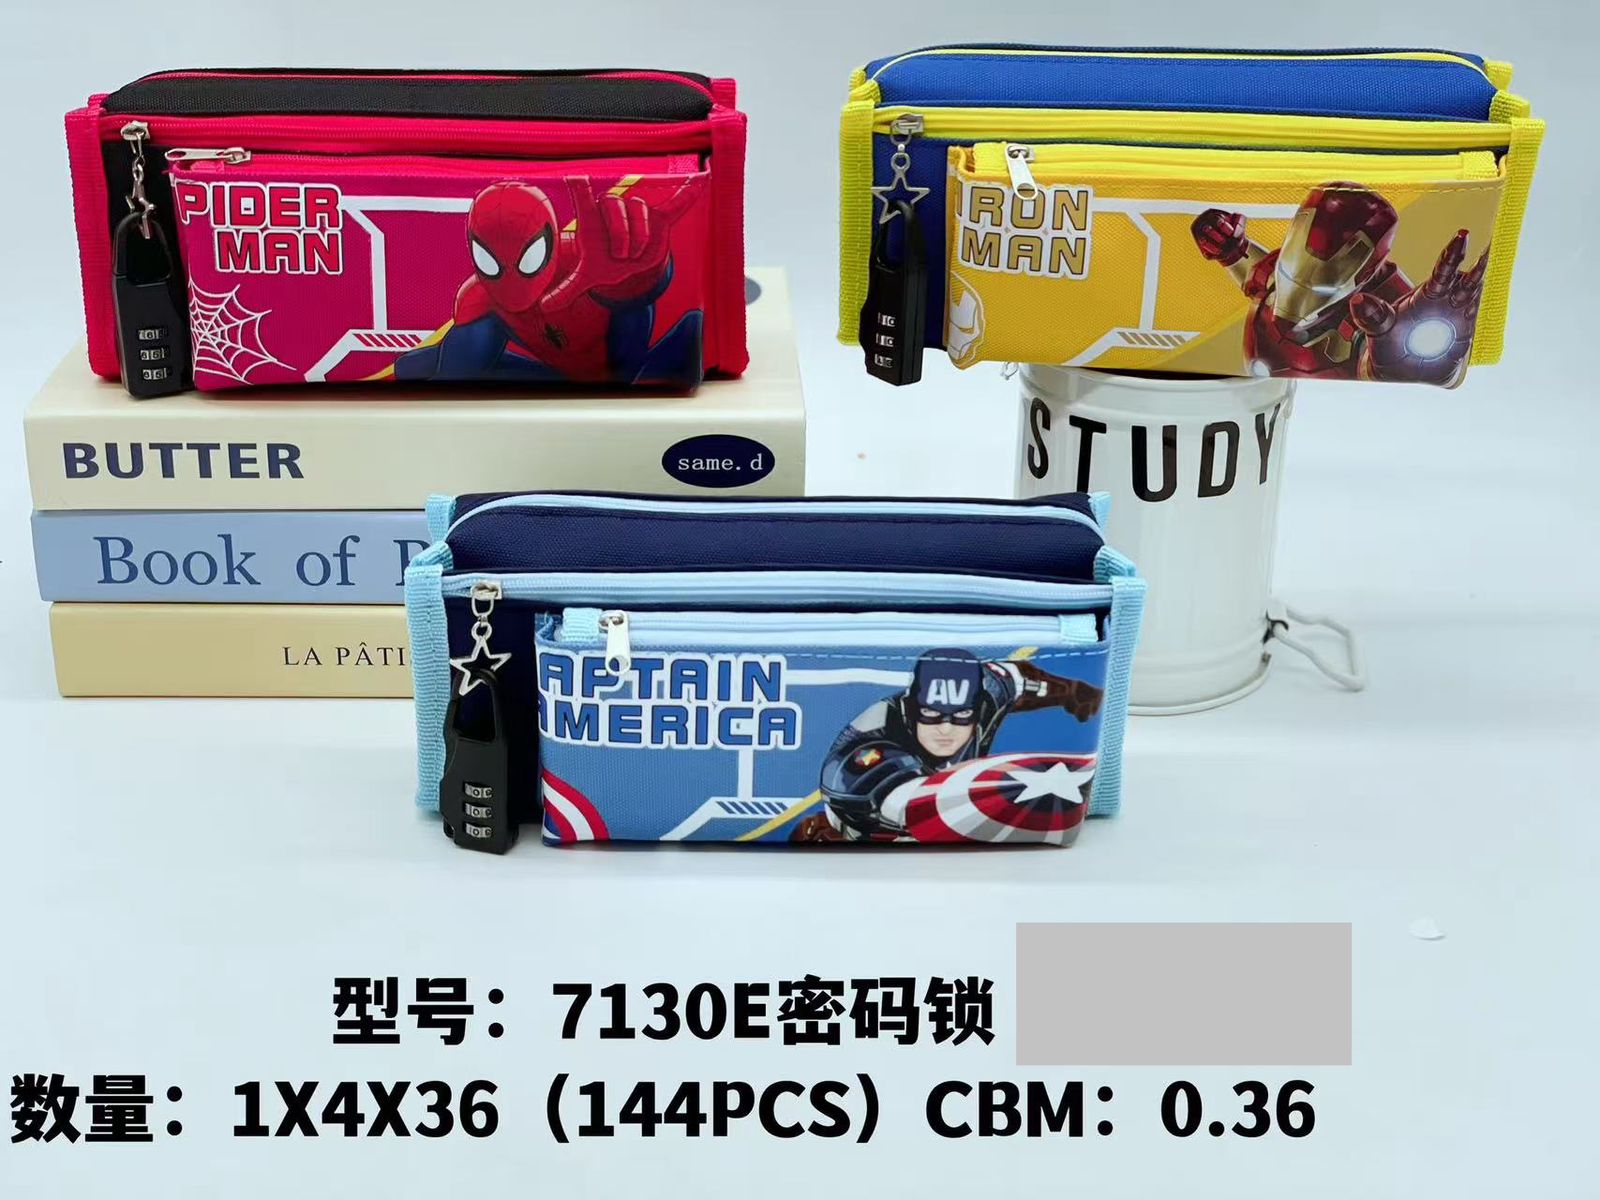 PIDER
MAN
IRON
MAN
STUDY
BUTTER
same.d
Book of
LA PÂTI
APTAIN
AMERICA
AV
型号：7130E密码锁
数量：1X4X36（144PCS）CBM：0.36